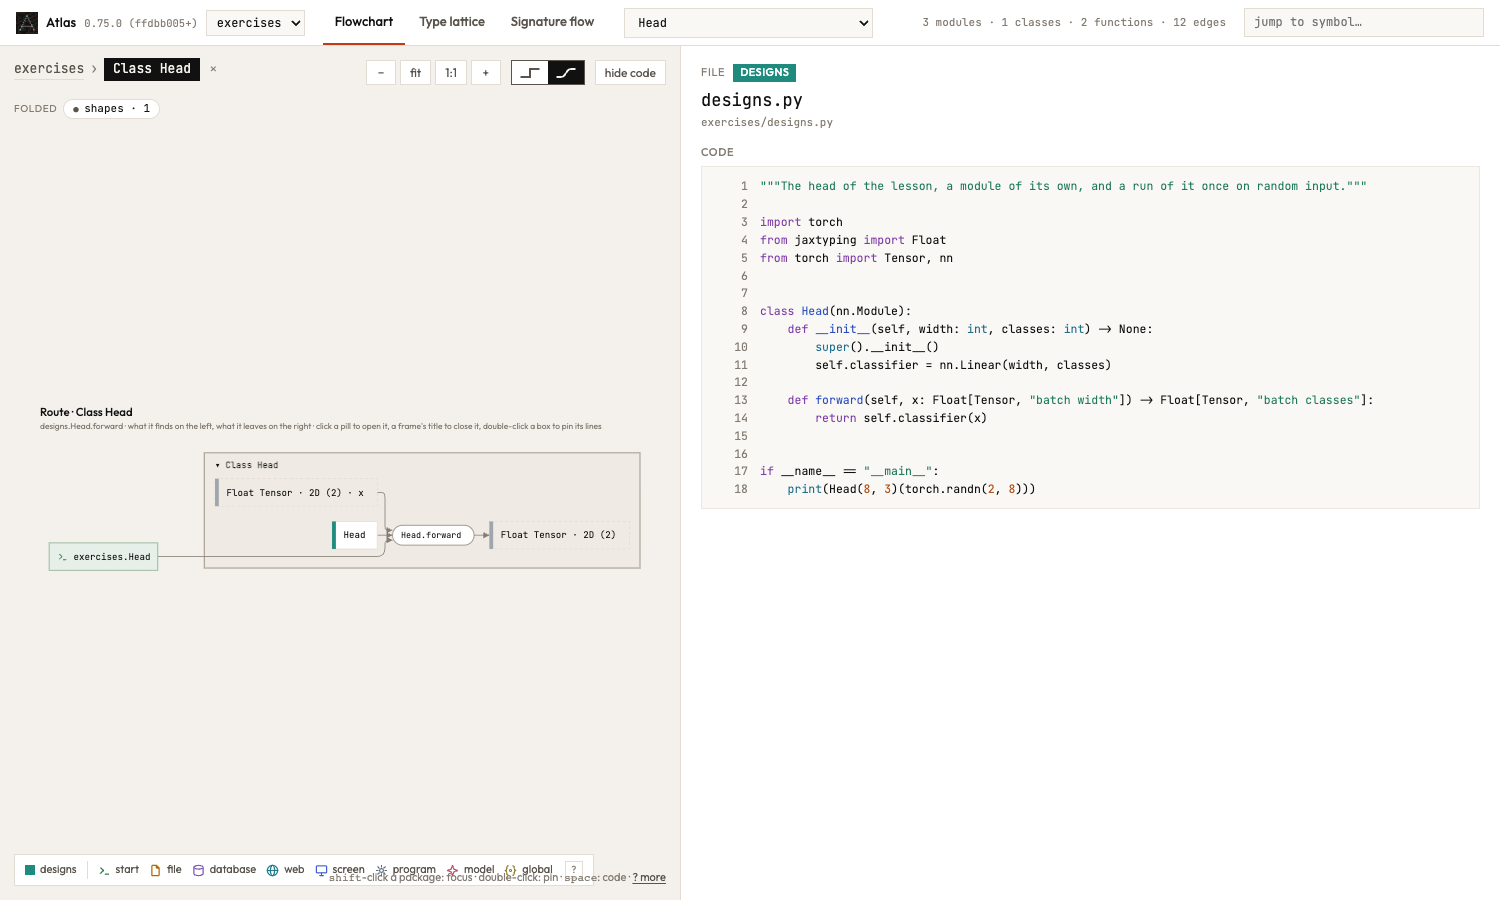 Atlas 0.75.0 (ffdbb005+) exercises Flowchart Type lattice Signature flow Head 3 modules · 1 classes · 2 functions · 12 edges jump to symbol…
exercises › Class Head ×
− fit 1:1 + hide code
FOLDED ● shapes · 1
Route · Class Head
designs.Head.forward · what it finds on the left, what it leaves on the right · click a pill to open it, a frame's title to close it, double-click a box to pin its lines
▾ Class Head
Float Tensor · 2D (2) · x
Head
Head.forward
Float Tensor · 2D (2)
exercises.Head
designs start file database web screen program model global ?
shift-click a package: focus · double-click: pin · space: code · ? more
FILE DESIGNS
designs.py
exercises/designs.py
CODE
1 """The head of the lesson, a module of its own, and a run of it once on random input."""
2
3 import torch
4 from jaxtyping import Float
5 from torch import Tensor, nn
6
7
8 class Head(nn.Module):
9 def __init__(self, width: int, classes: int) -> None:
10 super().__init__()
11 self.classifier = nn.Linear(width, classes)
12
13 def forward(self, x: Float[Tensor, "batch width"]) -> Float[Tensor, "batch classes"]:
14 return self.classifier(x)
15
16
17 if __name__ == "__main__":
18 print(Head(8, 3)(torch.randn(2, 8)))